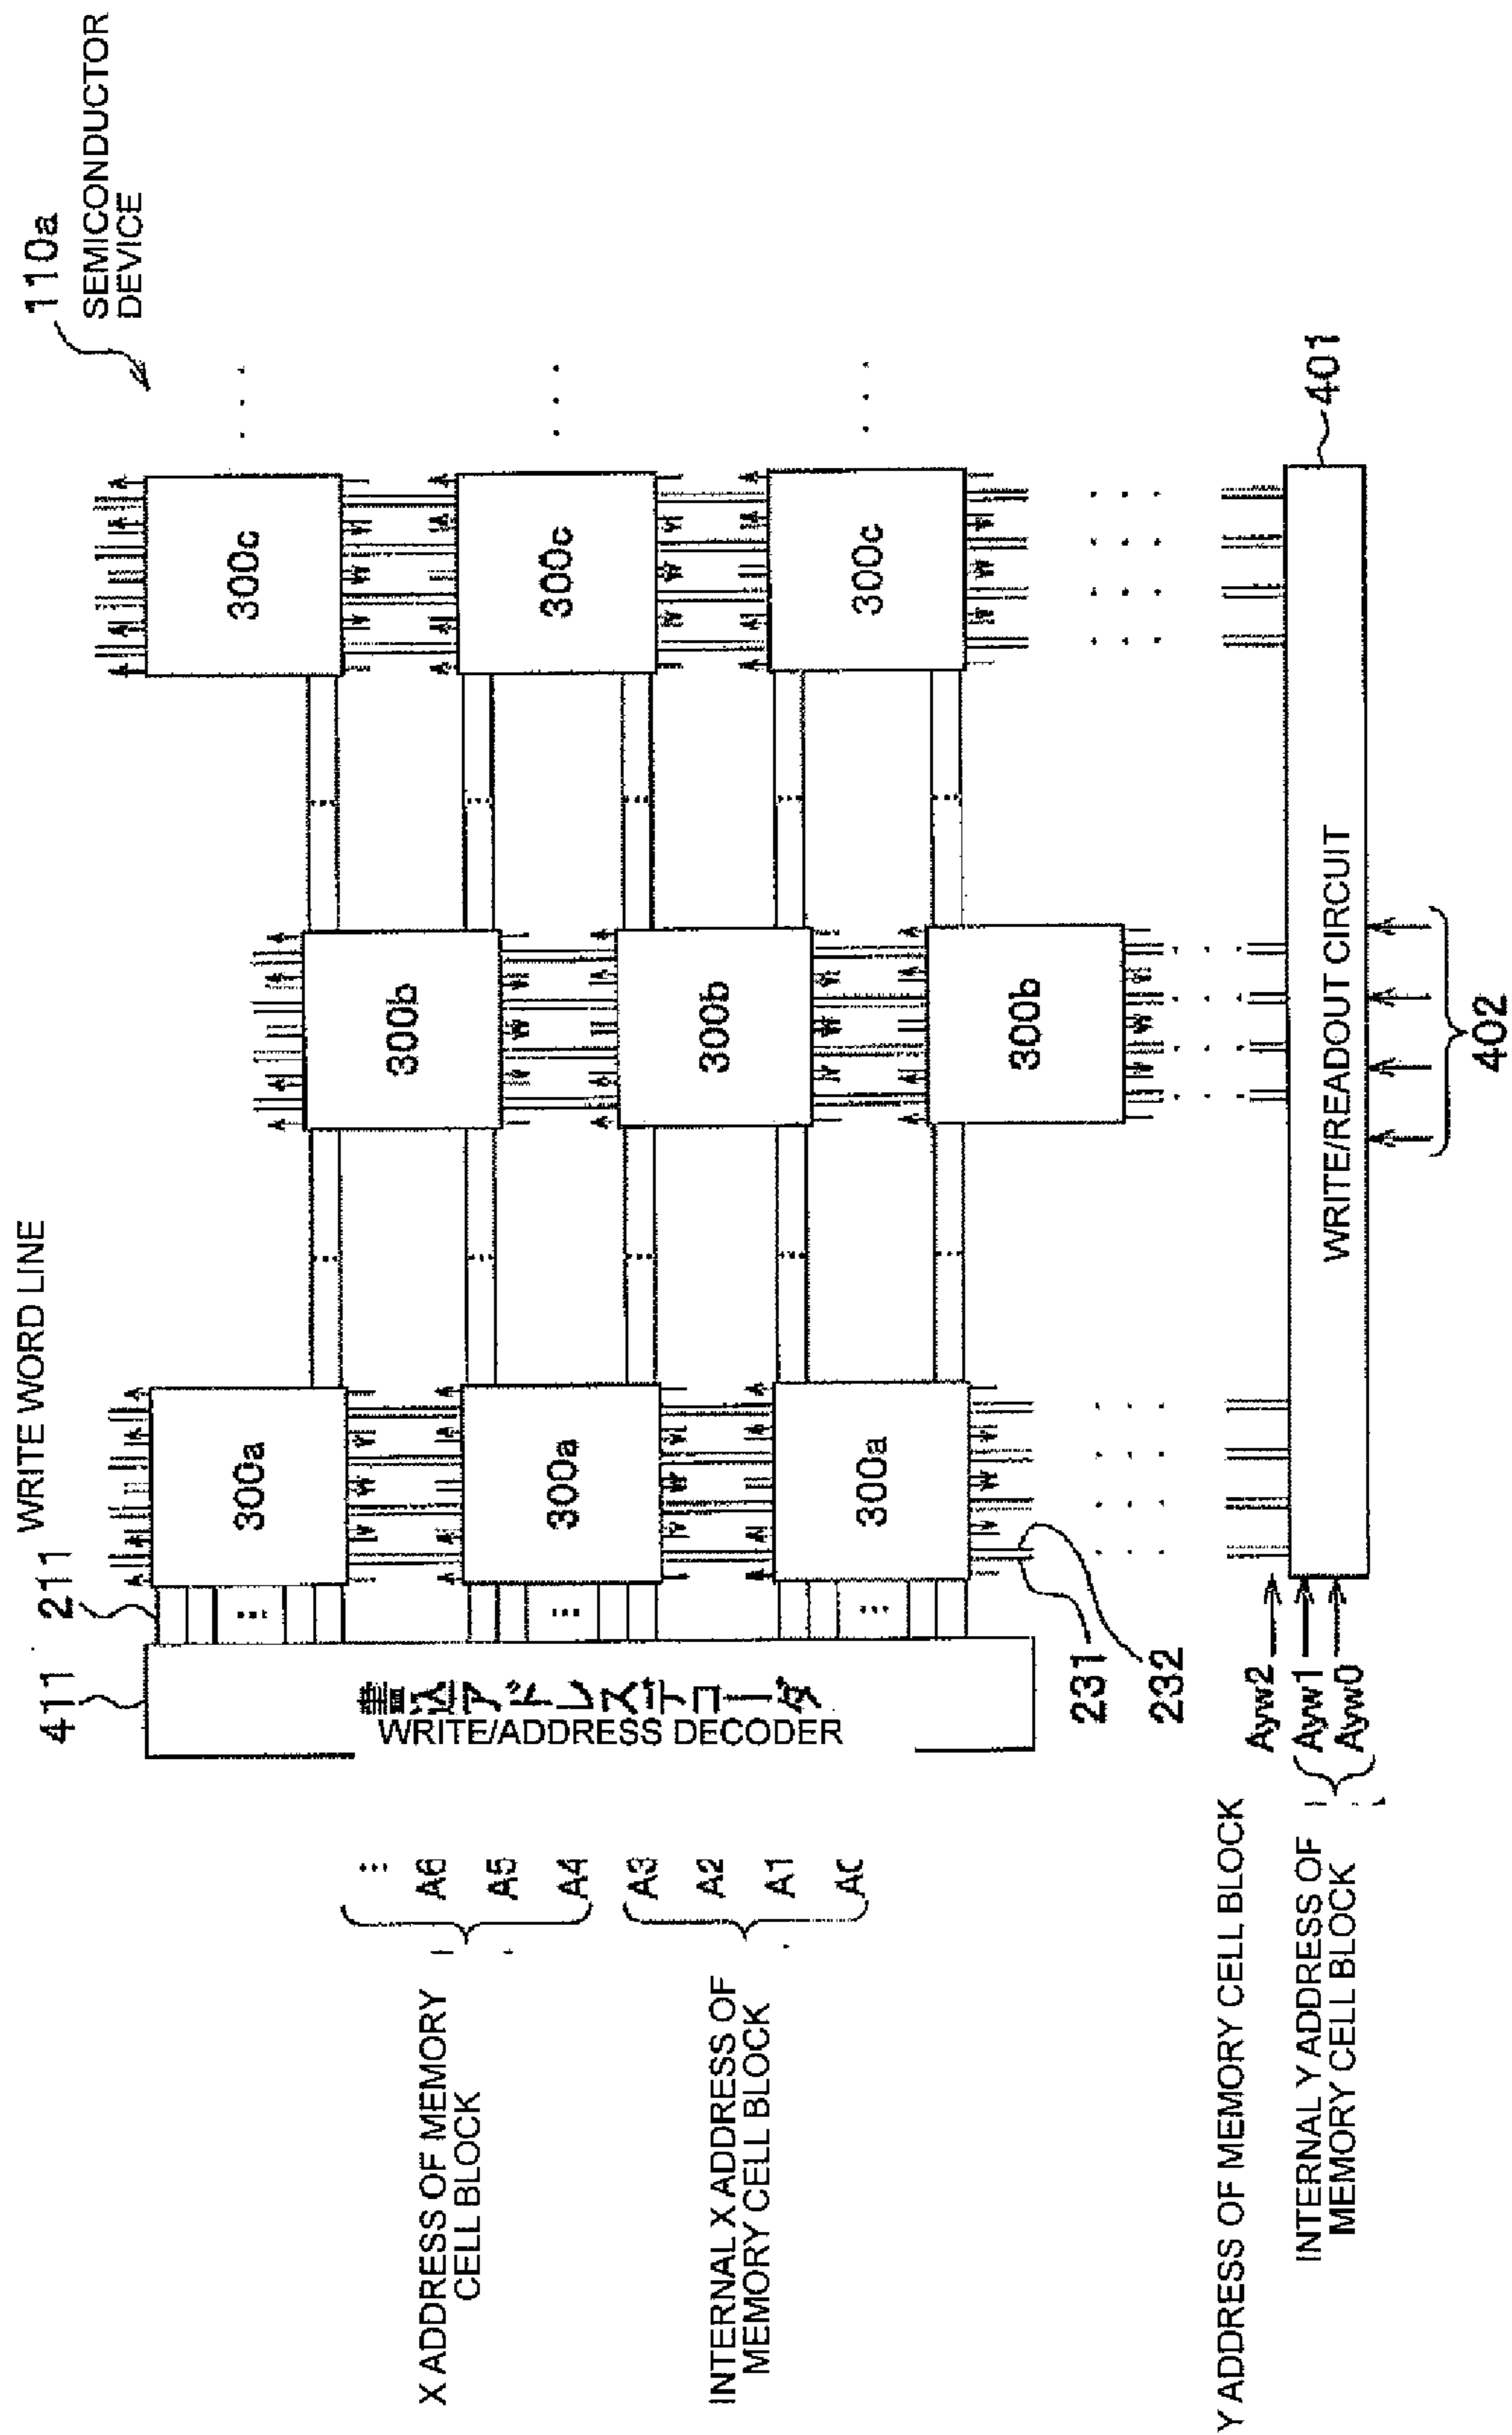 110a
SEMICONDUCTOR
DEVICE
WRITE WORD LINE
211
411
300a
300a
300a
300b
300b
300b
300c
300c
300c
書込アドレスデコーダ
WRITE/ADDRESS DECODER
X ADDRESS OF MEMORY
CELL BLOCK
A6
A5
A4
INTERNAL X ADDRESS OF
MEMORY CELL BLOCK
A3
A2
A1
231
232
Y ADDRESS OF MEMORY CELL BLOCK
Ayw2
INTERNAL Y ADDRESS OF
MEMORY CELL BLOCK
Ayw1
Ayw0
WRITE/READOUT CIRCUIT
401
402